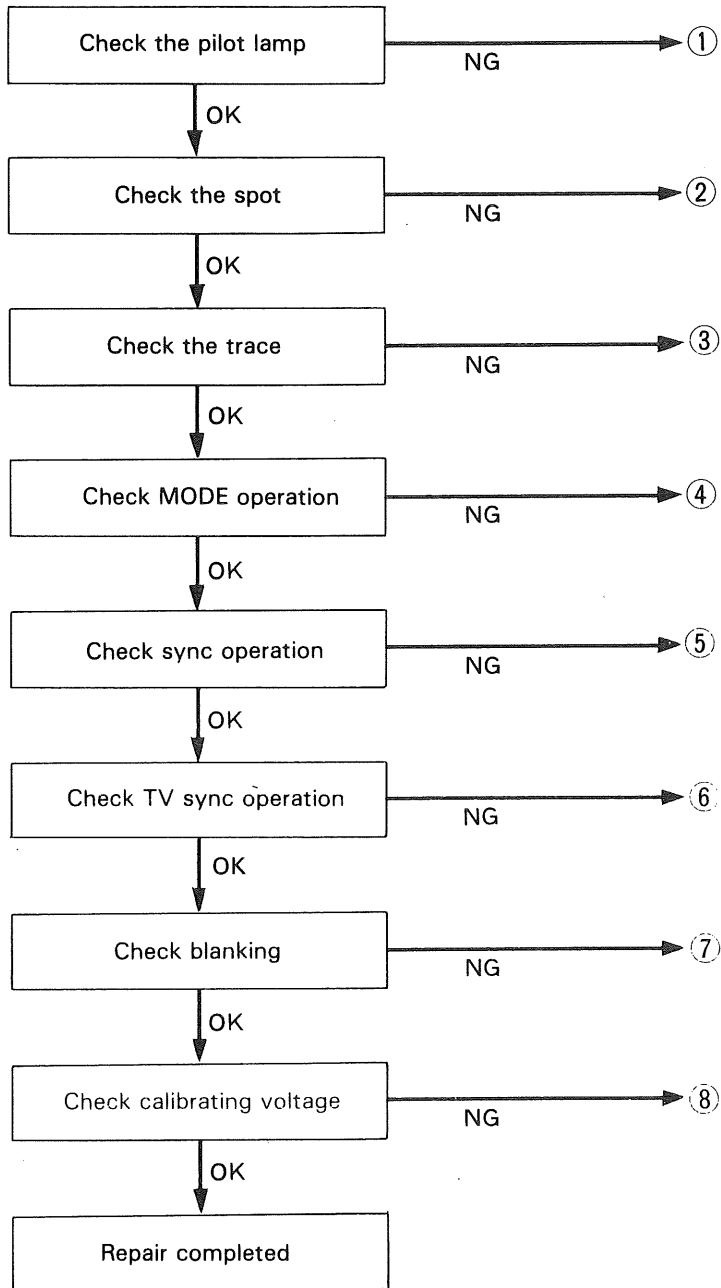 Check the pilot lamp
NG
①
OK
Check the spot
NG
②
OK
Check the trace
NG
③
OK
Check MODE operation
NG
④
OK
Check sync operation
NG
⑤
OK
Check TV sync operation
NG
⑥
OK
Check blanking
NG
⑦
OK
Check calibrating voltage
NG
⑧
OK
Repair completed